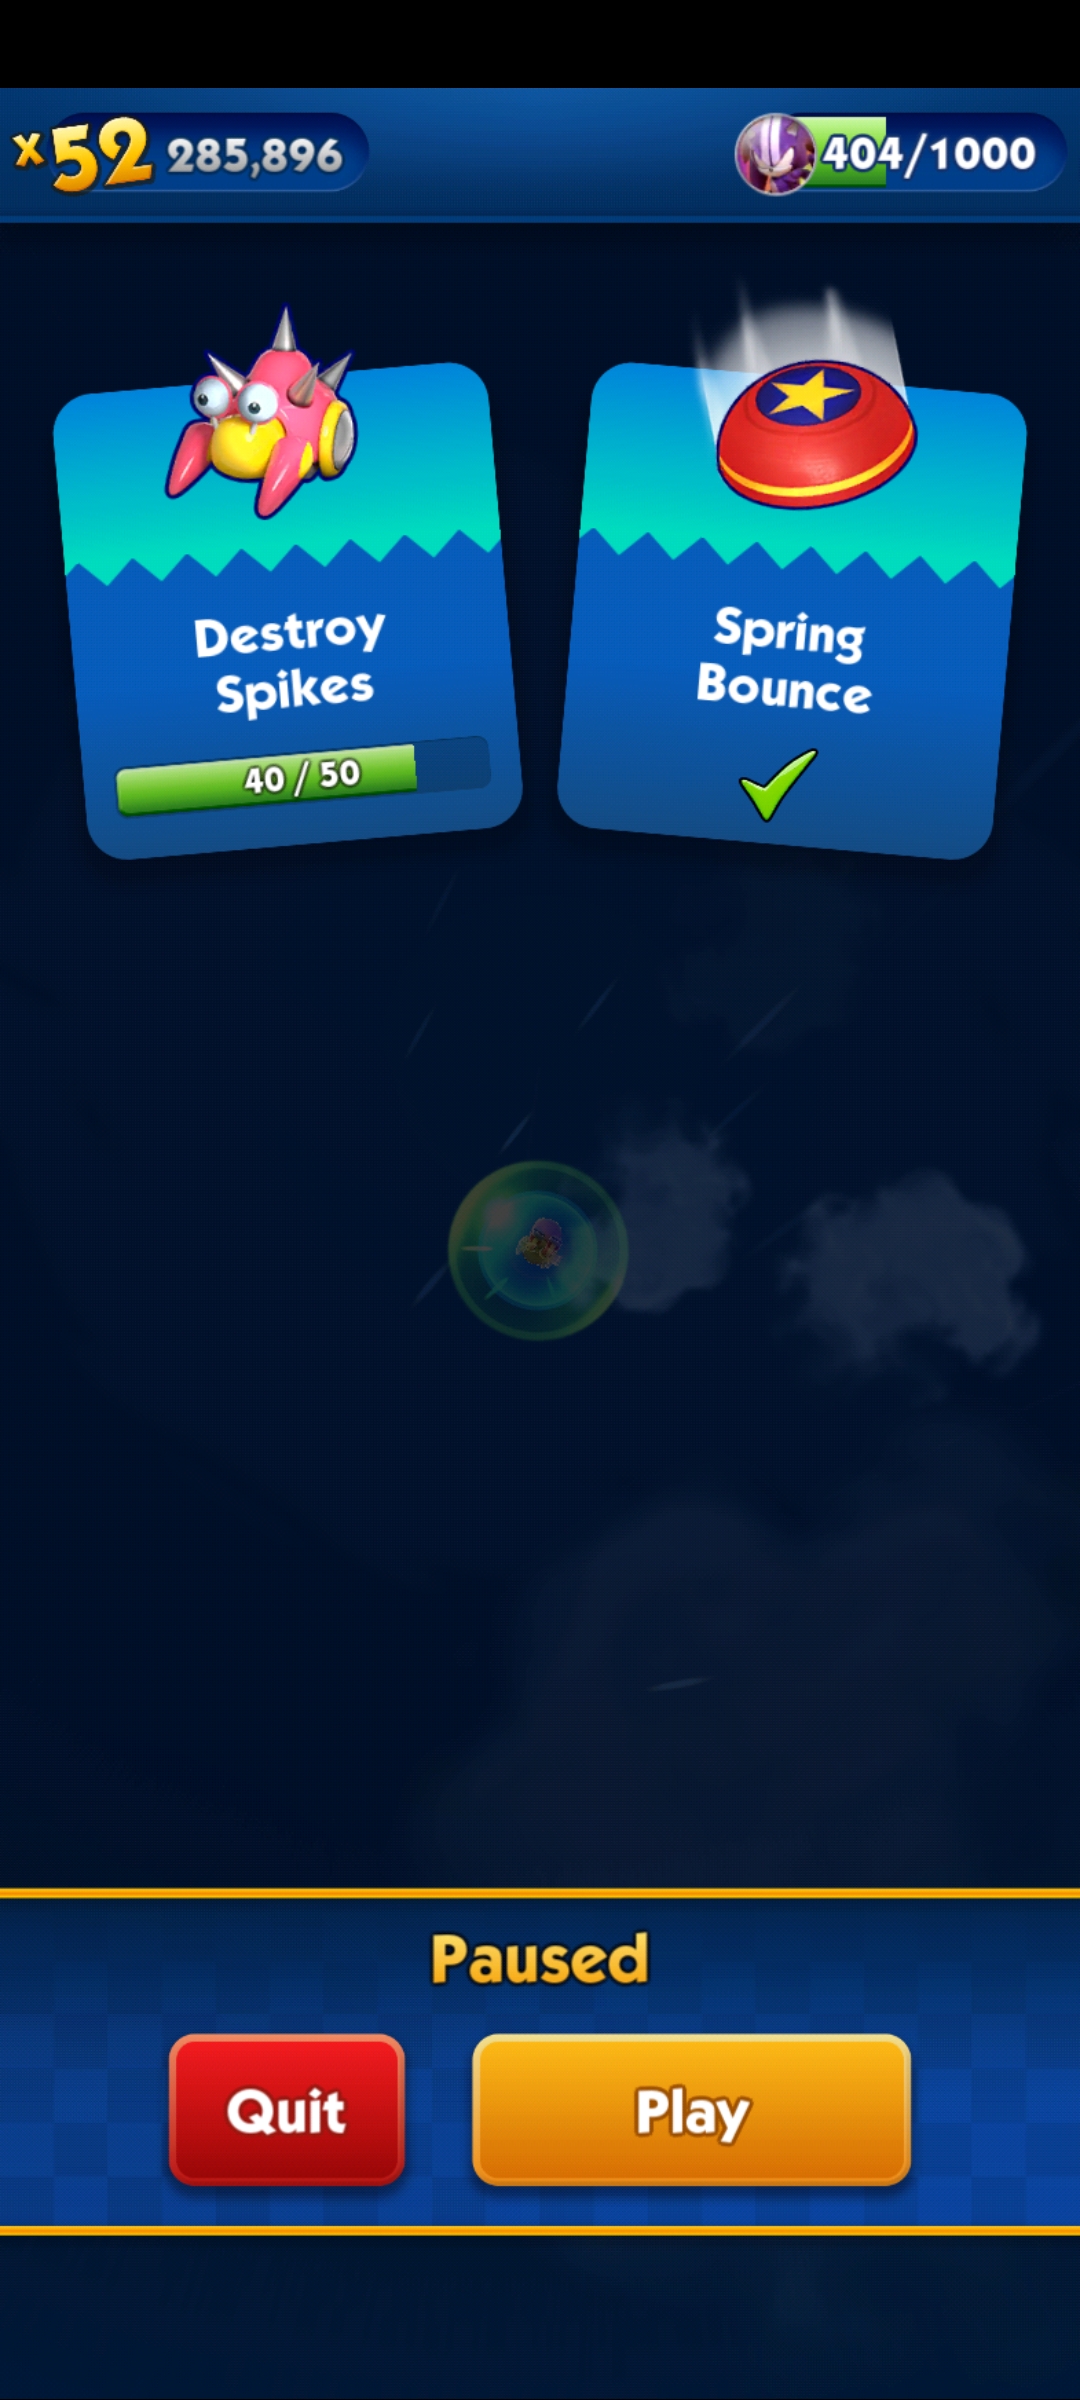 x52 285,896
404/1000
Destroy
Spikes
40 / 50
Spring
Bounce
Paused
Quit
Play